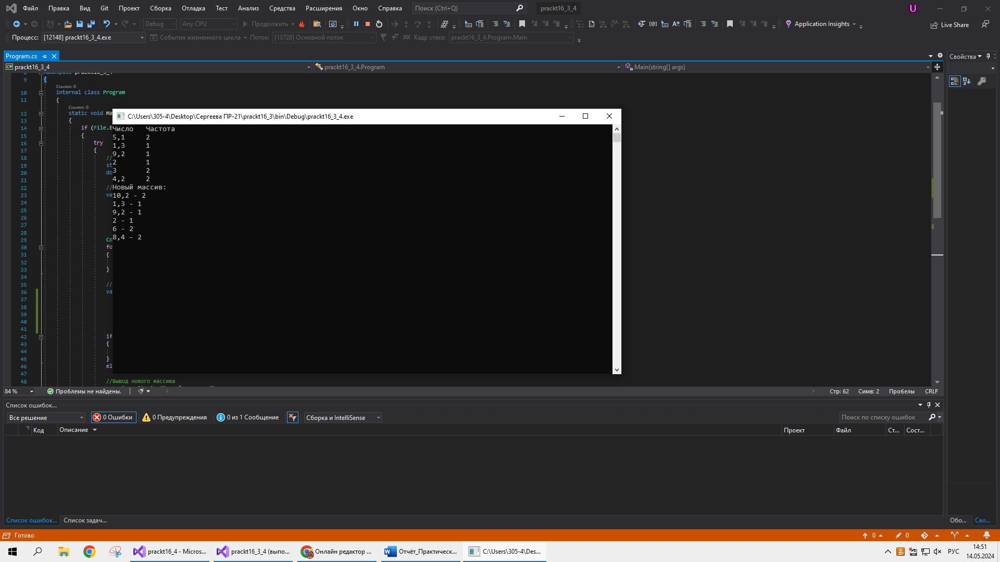 Файл Правка Вид Git Проект Сборка Отладка Тест Анализ Средства Расширения Окно Справка Поиск (Ctrl+Q) prackt16_3_4 U
Debug Any CPU Продолжить Application Insights Live Share
Процесс: [12148] prackt16_3_4.exe События жизненного цикла Поток: [13728] Основной поток Кадр стека: prackt16_3_4.Program.Main
Program.cs Свойства
C# prackt16_3_4 prackt16_3_4.Program Main(string[] args)
9 {
Ссылок: 0
10 internal class Program
11 {
Ссылок: 0
12 static void Ma
13 {
14 if (File.E
15 {
16 try
17 {
18 //
19 st
20 do
21
22 //
23 va
24
25
26
27
28
29 Co
30 fo
31 {
32
33 }
34
35 //
36 va
37
38
39
40
41
42 if
43 {
44
45 }
46 el
47
48 //Вывод нового массива
C:\Users\305-4\Desktop\Сергеева ПР-21\prackt16_3\bin\Debug\prackt16_3_4.exe
Число Частота
5,1 2
1,3 1
9,2 1
2 1
3 2
4,2 2
Новый массив:
10,2 - 2
1,3 - 1
9,2 - 1
2 - 1
6 - 2
8,4 - 2
84 % Проблемы не найдены. Стр: 62 Симв: 2 Пробелы CRLF
Список ошибок...
Все решение 0 Ошибки 0 Предупреждения 0 из 1 Сообщение Сборка и IntelliSense Поиск по списку ошибок
Код Описание Проект Файл Ст... Сост...
Список ошибок... Список задач... Обо... Сво...
Готово 0 0
prackt16_4 - Micros... prackt16_3_4 (выпо... Онлайн редактор ... Отчёт_Практическ... C:\Users\305-4\Des... РУС 14:51
14.05.2024